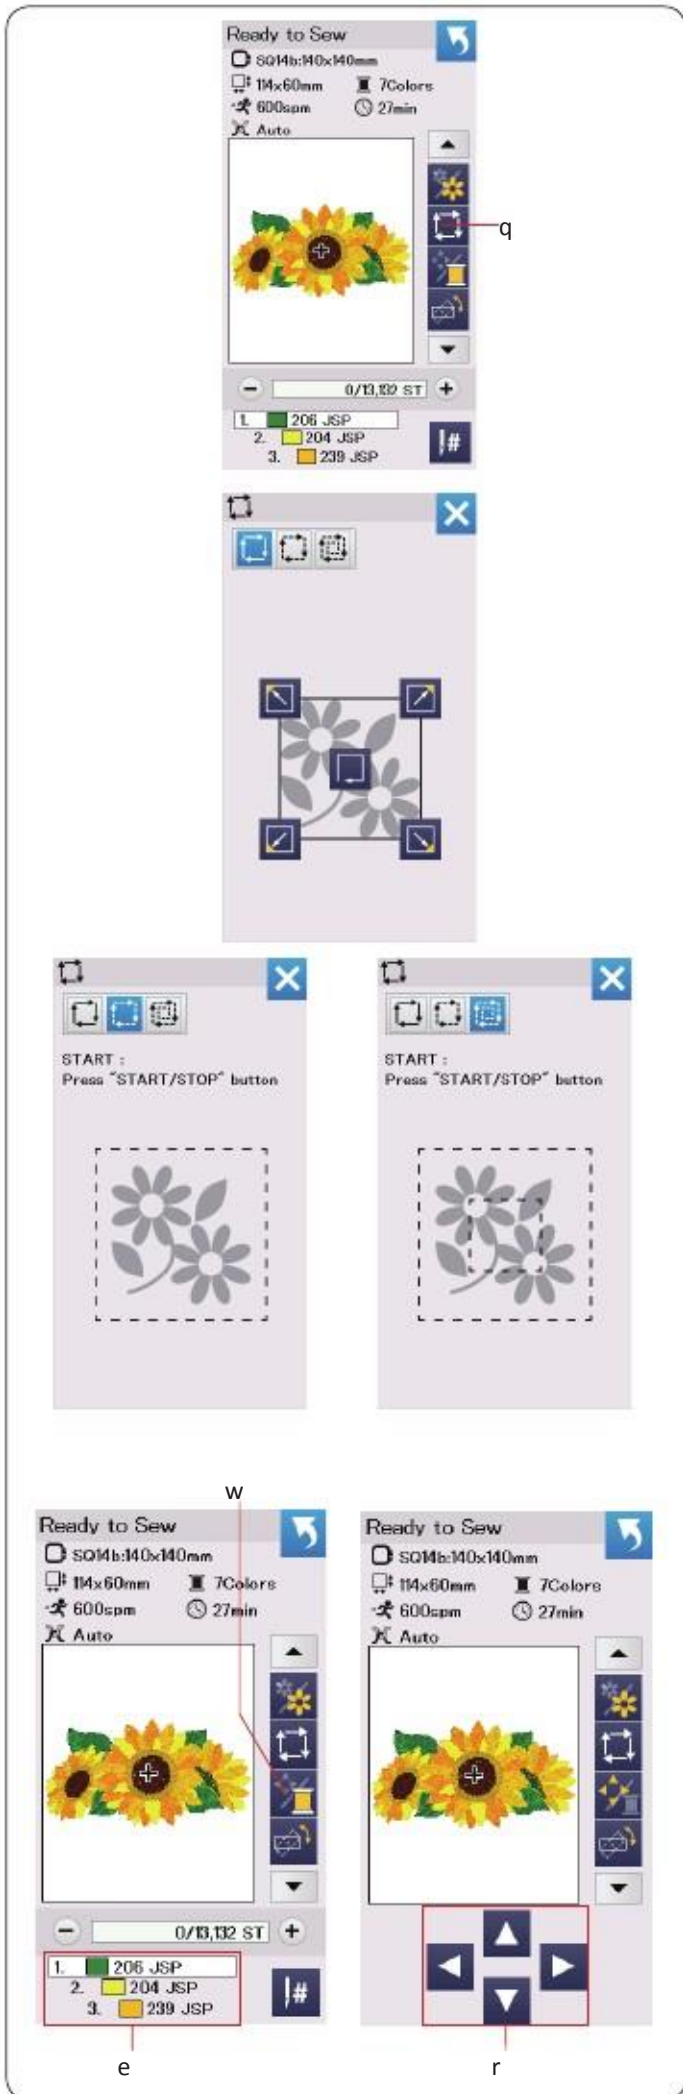 Ready to Sew
SQ14b:140x140mm
114x60mm 7Colors
600spm 27min
Auto
q
0/13,132 ST
1. 206 JSP
2. 204 JSP
3. 239 JSP
#
START :
Press "START/STOP" button
START :
Press "START/STOP" button
w
Ready to Sew
SQ14b:140x140mm
114x60mm 7Colors
600spm 27min
Auto
0/13,132 ST
1. 206 JSP
2. 204 JSP
3. 239 JSP
#
e
Ready to Sew
SQ14b:140x140mm
114x60mm 7Colors
600spm 27min
Auto
r